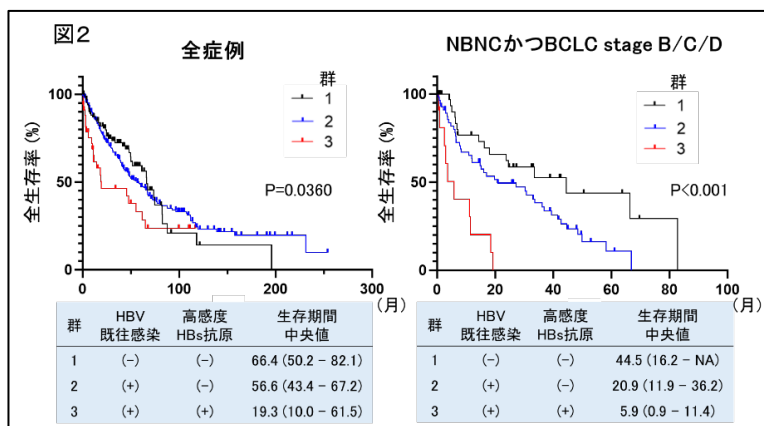 図2
全症例
NBNCかつBCLC stage B/C/D
群
1
2
3
群
1
2
3
全生存率 (%)
100
50
0
P=0.0360
0 100 200 300
(月)
全生存率 (%)
100
50
0
P<0.001
0 20 40 60 80 100
(月)
群 HBV既往感染 高感度HBs抗原 生存期間中央値
1 (−) (−) 66.4 (50.2 − 82.1)
2 (+) (−) 56.6 (43.4 − 67.2)
3 (+) (+) 19.3 (10.0 − 61.5)
群 HBV既往感染 高感度HBs抗原 生存期間中央値
1 (−) (−) 44.5 (16.2 − NA)
2 (+) (−) 20.9 (11.9 − 36.2)
3 (+) (+) 5.9 (0.9 − 11.4)